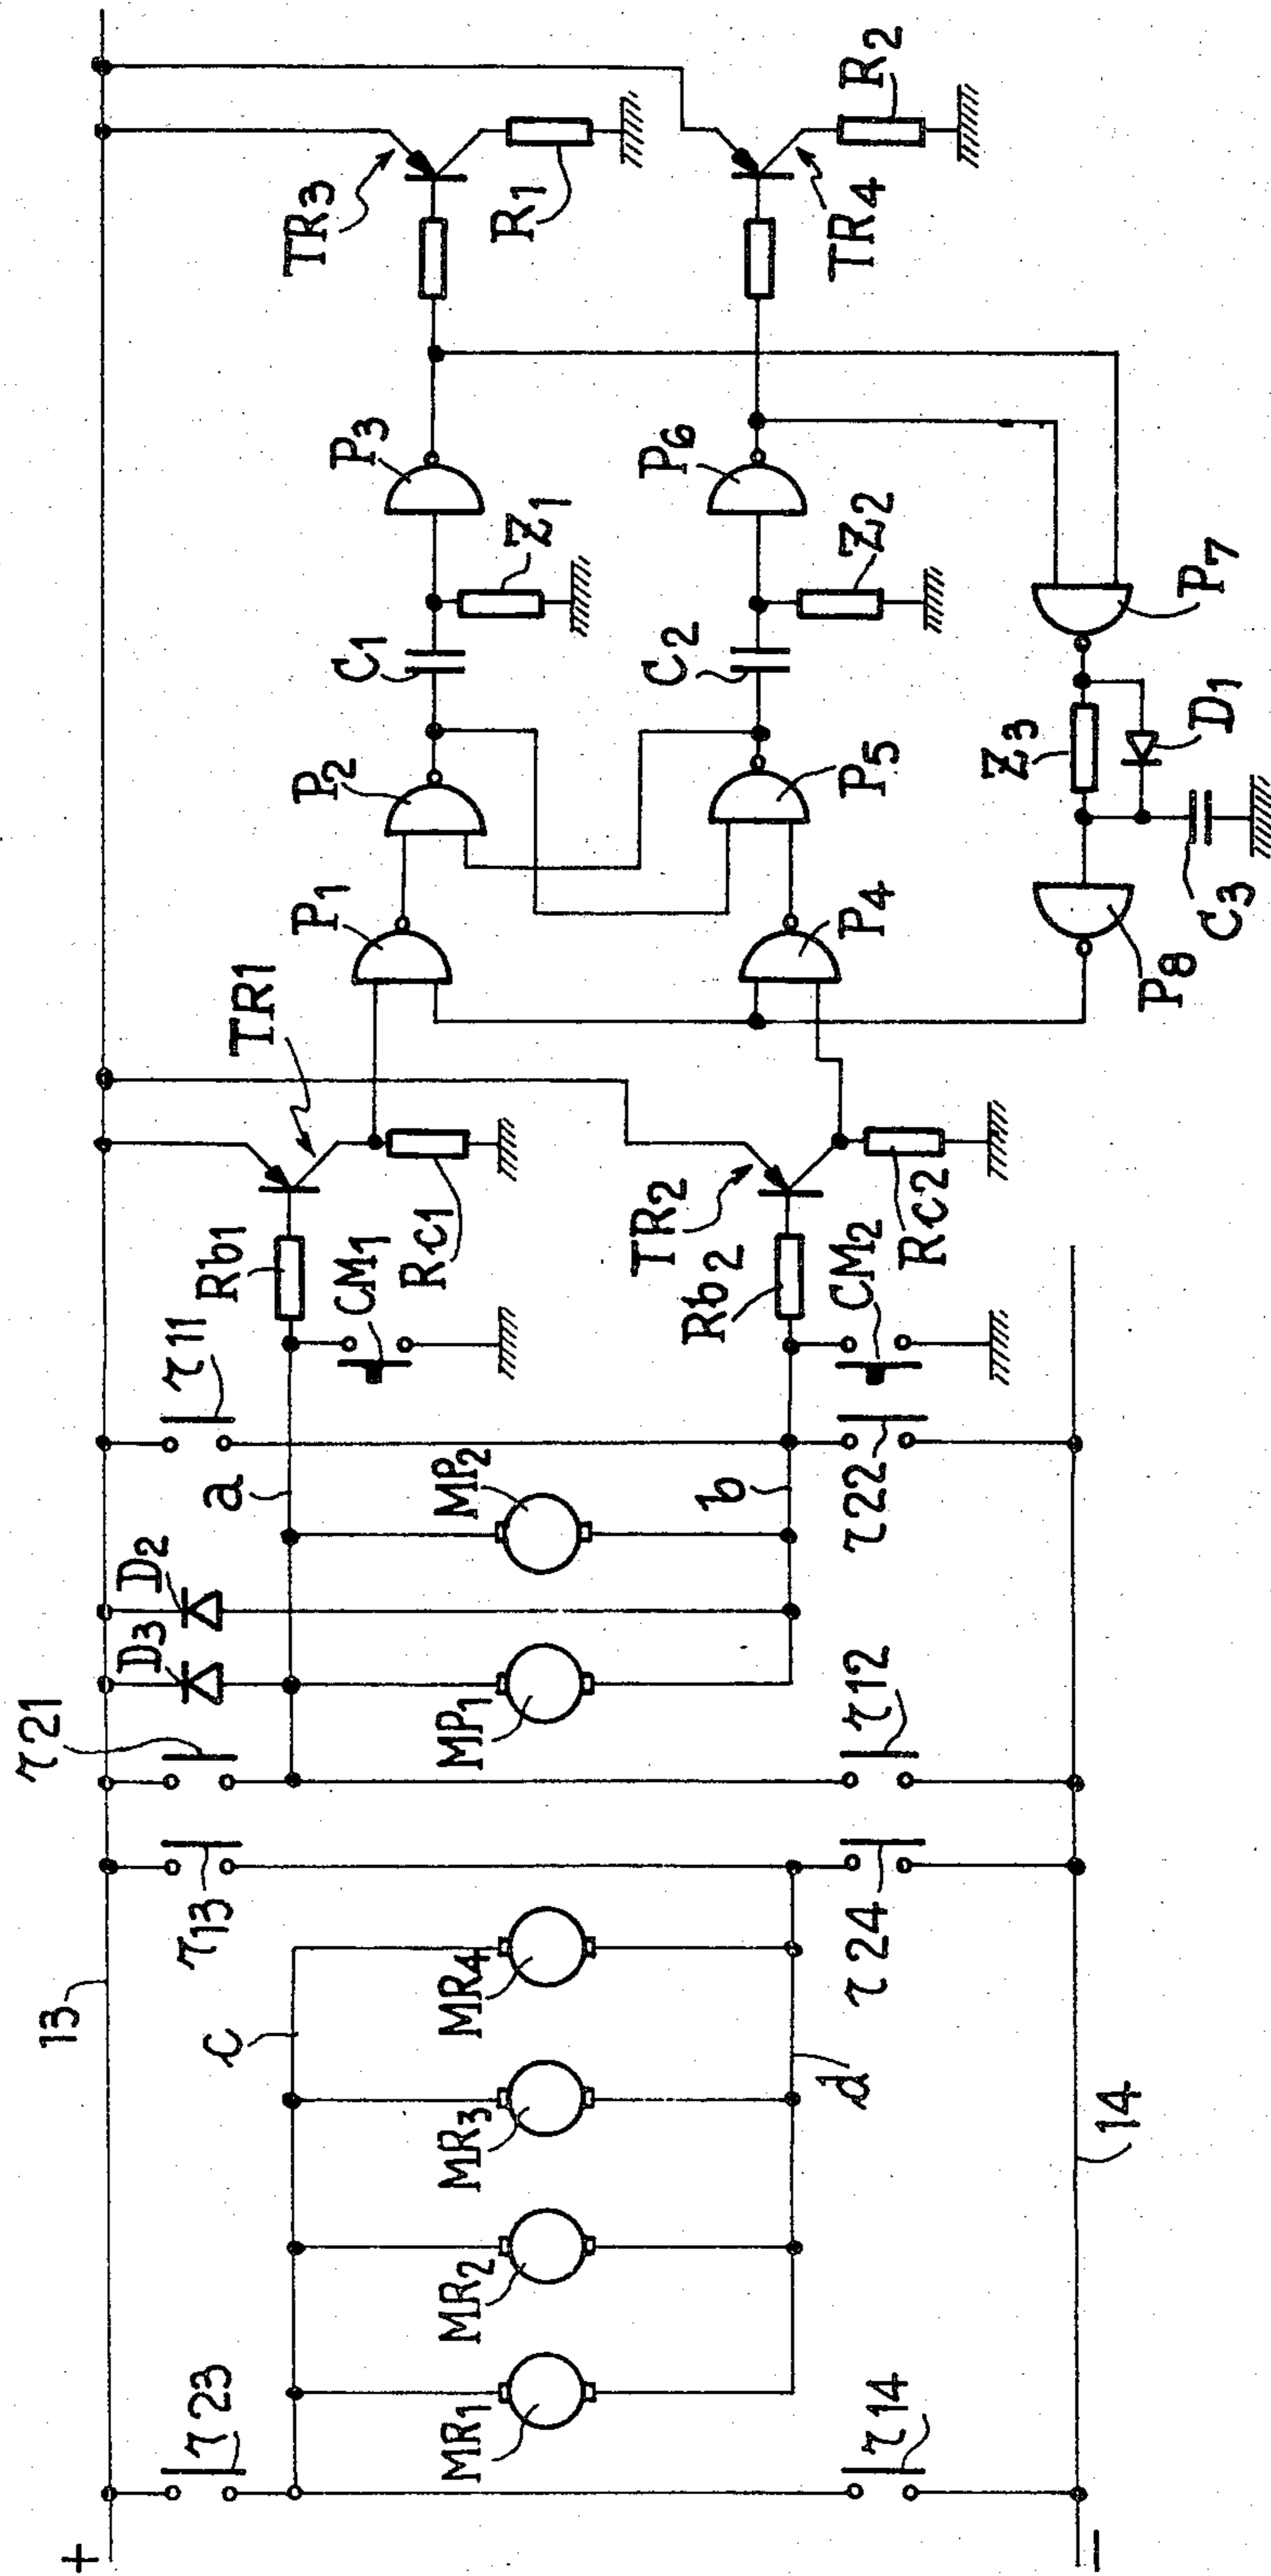 +
13
τ23
τ13
τ21
D3
D2
τ11
c
a
MR1
MR2
MR3
MR4
MP1
MP2
Rb1
TR1
CM1
Rc1
d
b
τ14
τ24
τ12
τ22
TR2
Rb2
CM2
Rc2
14
–
P1
P2
C1
Z1
P3
TR3
R1
P4
P5
C2
Z2
P6
TR4
R2
P8
C3
Z3
D1
P7